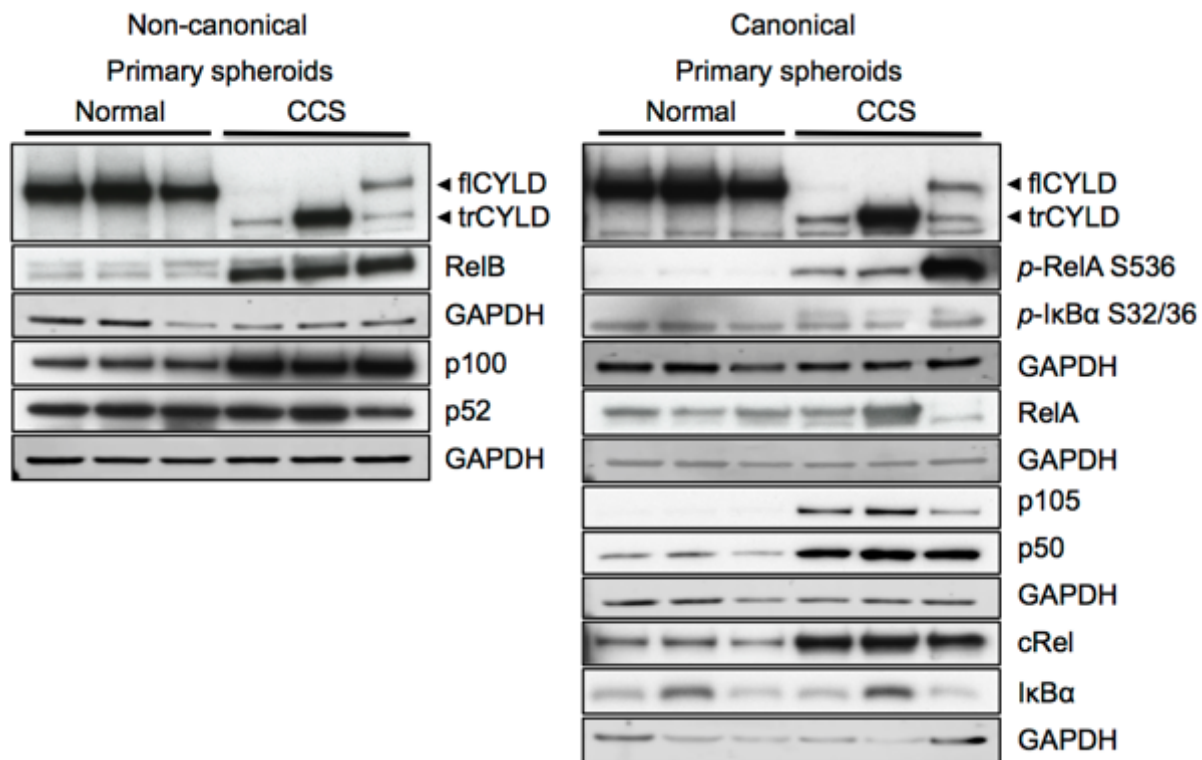 Non-canonical
Primary spheroids
Normal CCS
◄ flCYLD
◄ trCYLD
RelB
GAPDH
p100
p52
GAPDH
Canonical
Primary spheroids
Normal CCS
◄ flCYLD
◄ trCYLD
p-RelA S536
p-IκBα S32/36
GAPDH
RelA
GAPDH
p105
p50
GAPDH
cRel
IκBα
GAPDH